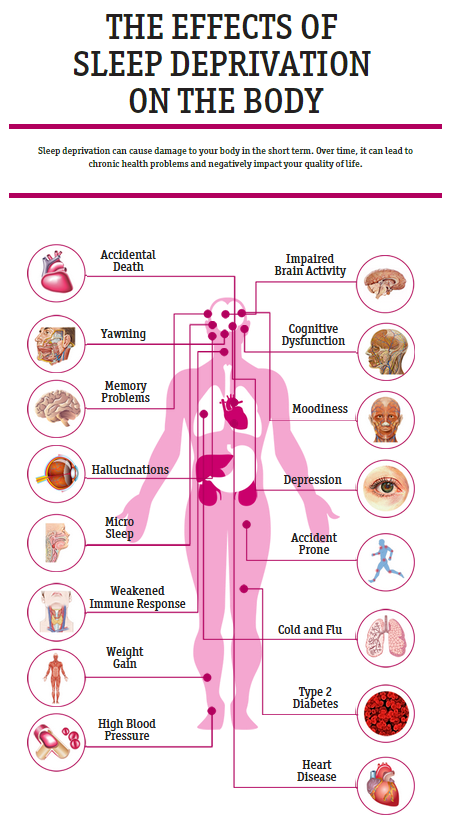 THE EFFECTS OF
SLEEP DEPRIVATION
ON THE BODY
Sleep deprivation can cause damage to your body in the short term. Over time, it can lead to
chronic health problems and negatively impact your quality of life.
Accidental
Death
Yawning
Memory
Problems
Hallucinations
Micro
Sleep
Weakened
Immune Response
Weight
Gain
High Blood
Pressure
Impaired
Brain Activity
Cognitive
Dysfunction
Moodiness
Depression
Accident
Prone
Cold and Flu
Type 2
Diabetes
Heart
Disease